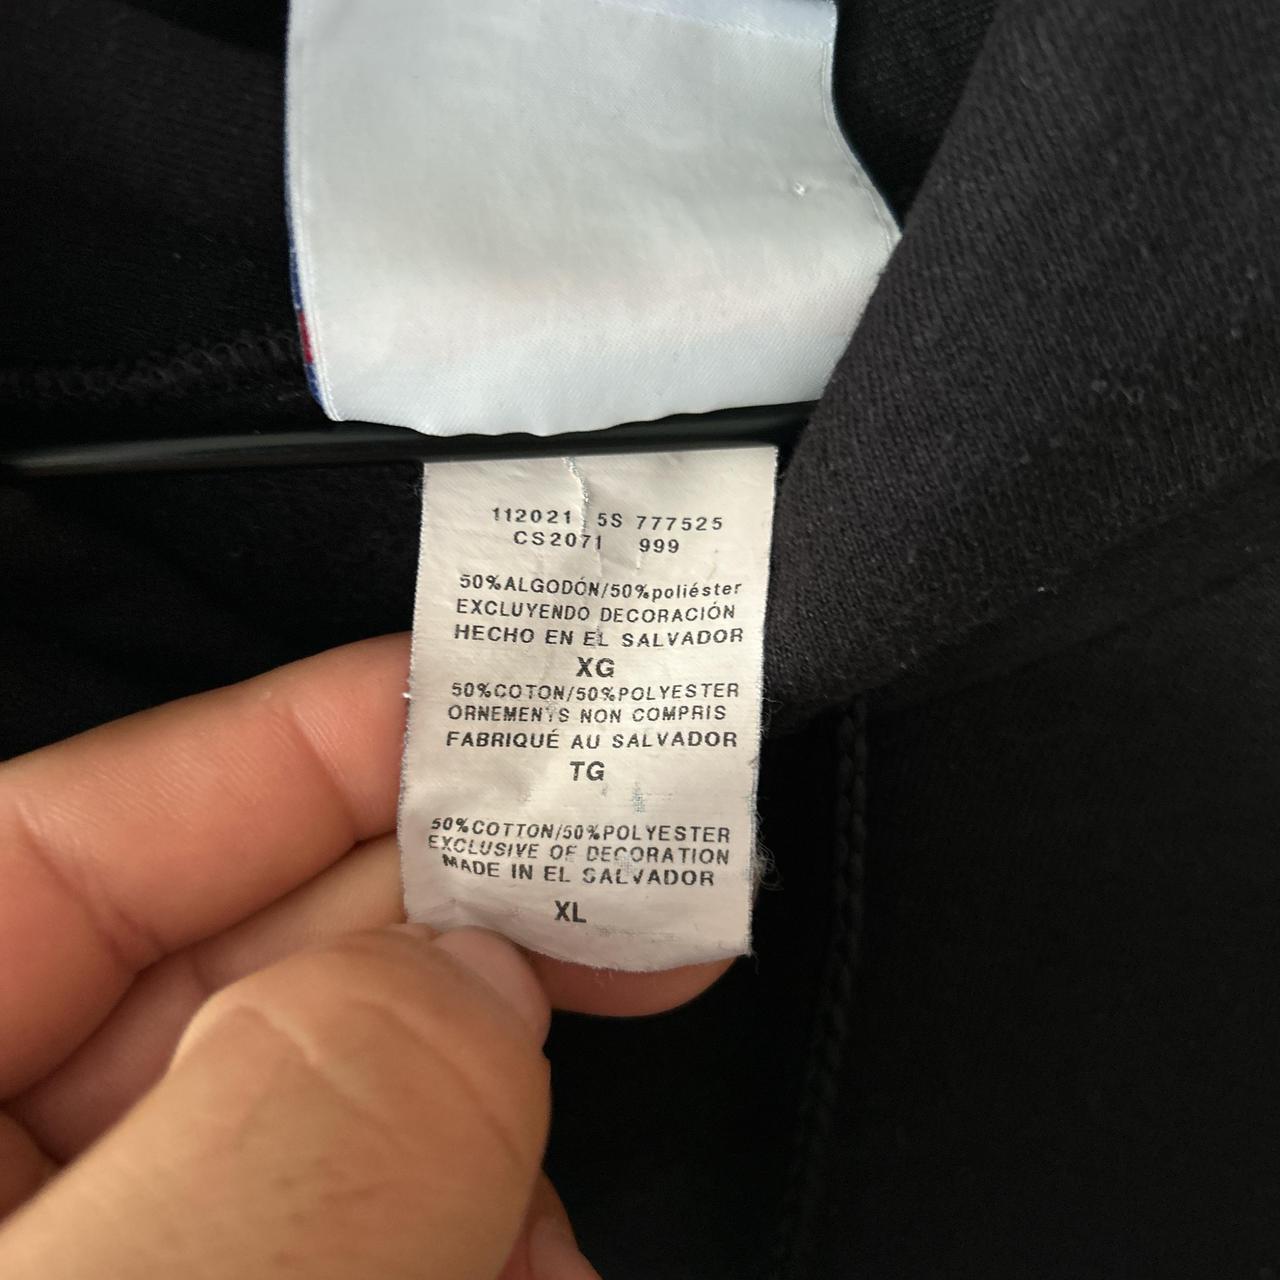 112021 5S 777525
CS2071 999
50%ALGODÓN/50%poliéster
EXCLUYENDO DECORACIÓN
HECHO EN EL SALVADOR
XG
50%COTON/50%POLYESTER
ORNEMENTS NON COMPRIS
FABRIQUÉ AU SALVADOR
TG
50%COTTON/50%POLYESTER
EXCLUSIVE OF DECORATION
MADE IN EL SALVADOR
XL